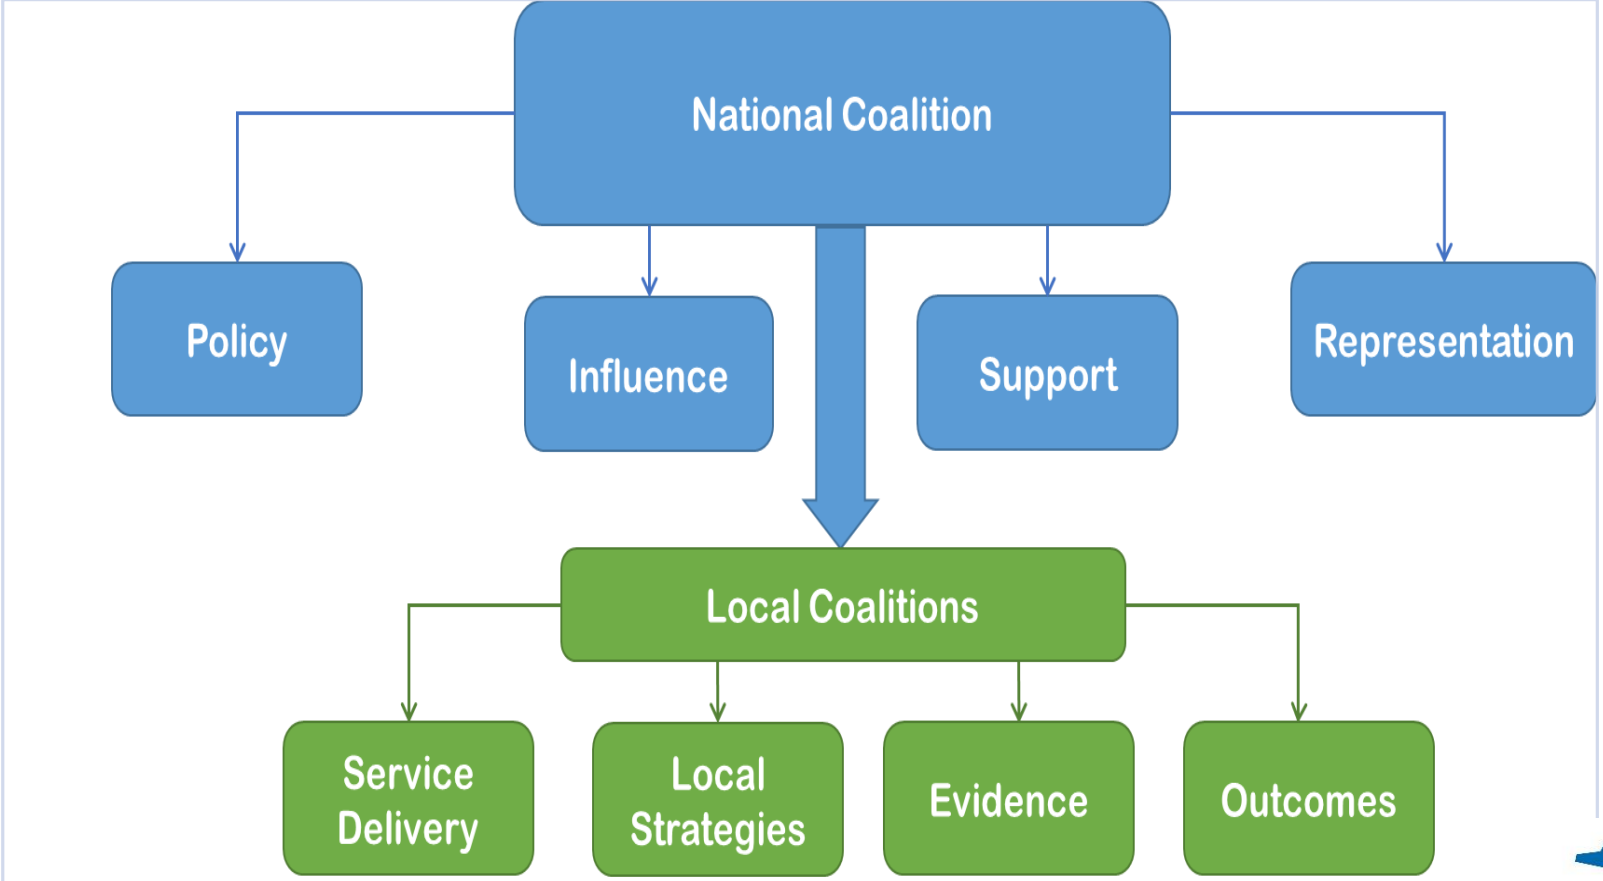 National Coalition
Policy
Influence
Support
Representation
Local Coalitions
Service
Delivery
Local
Strategies
Evidence
Outcomes